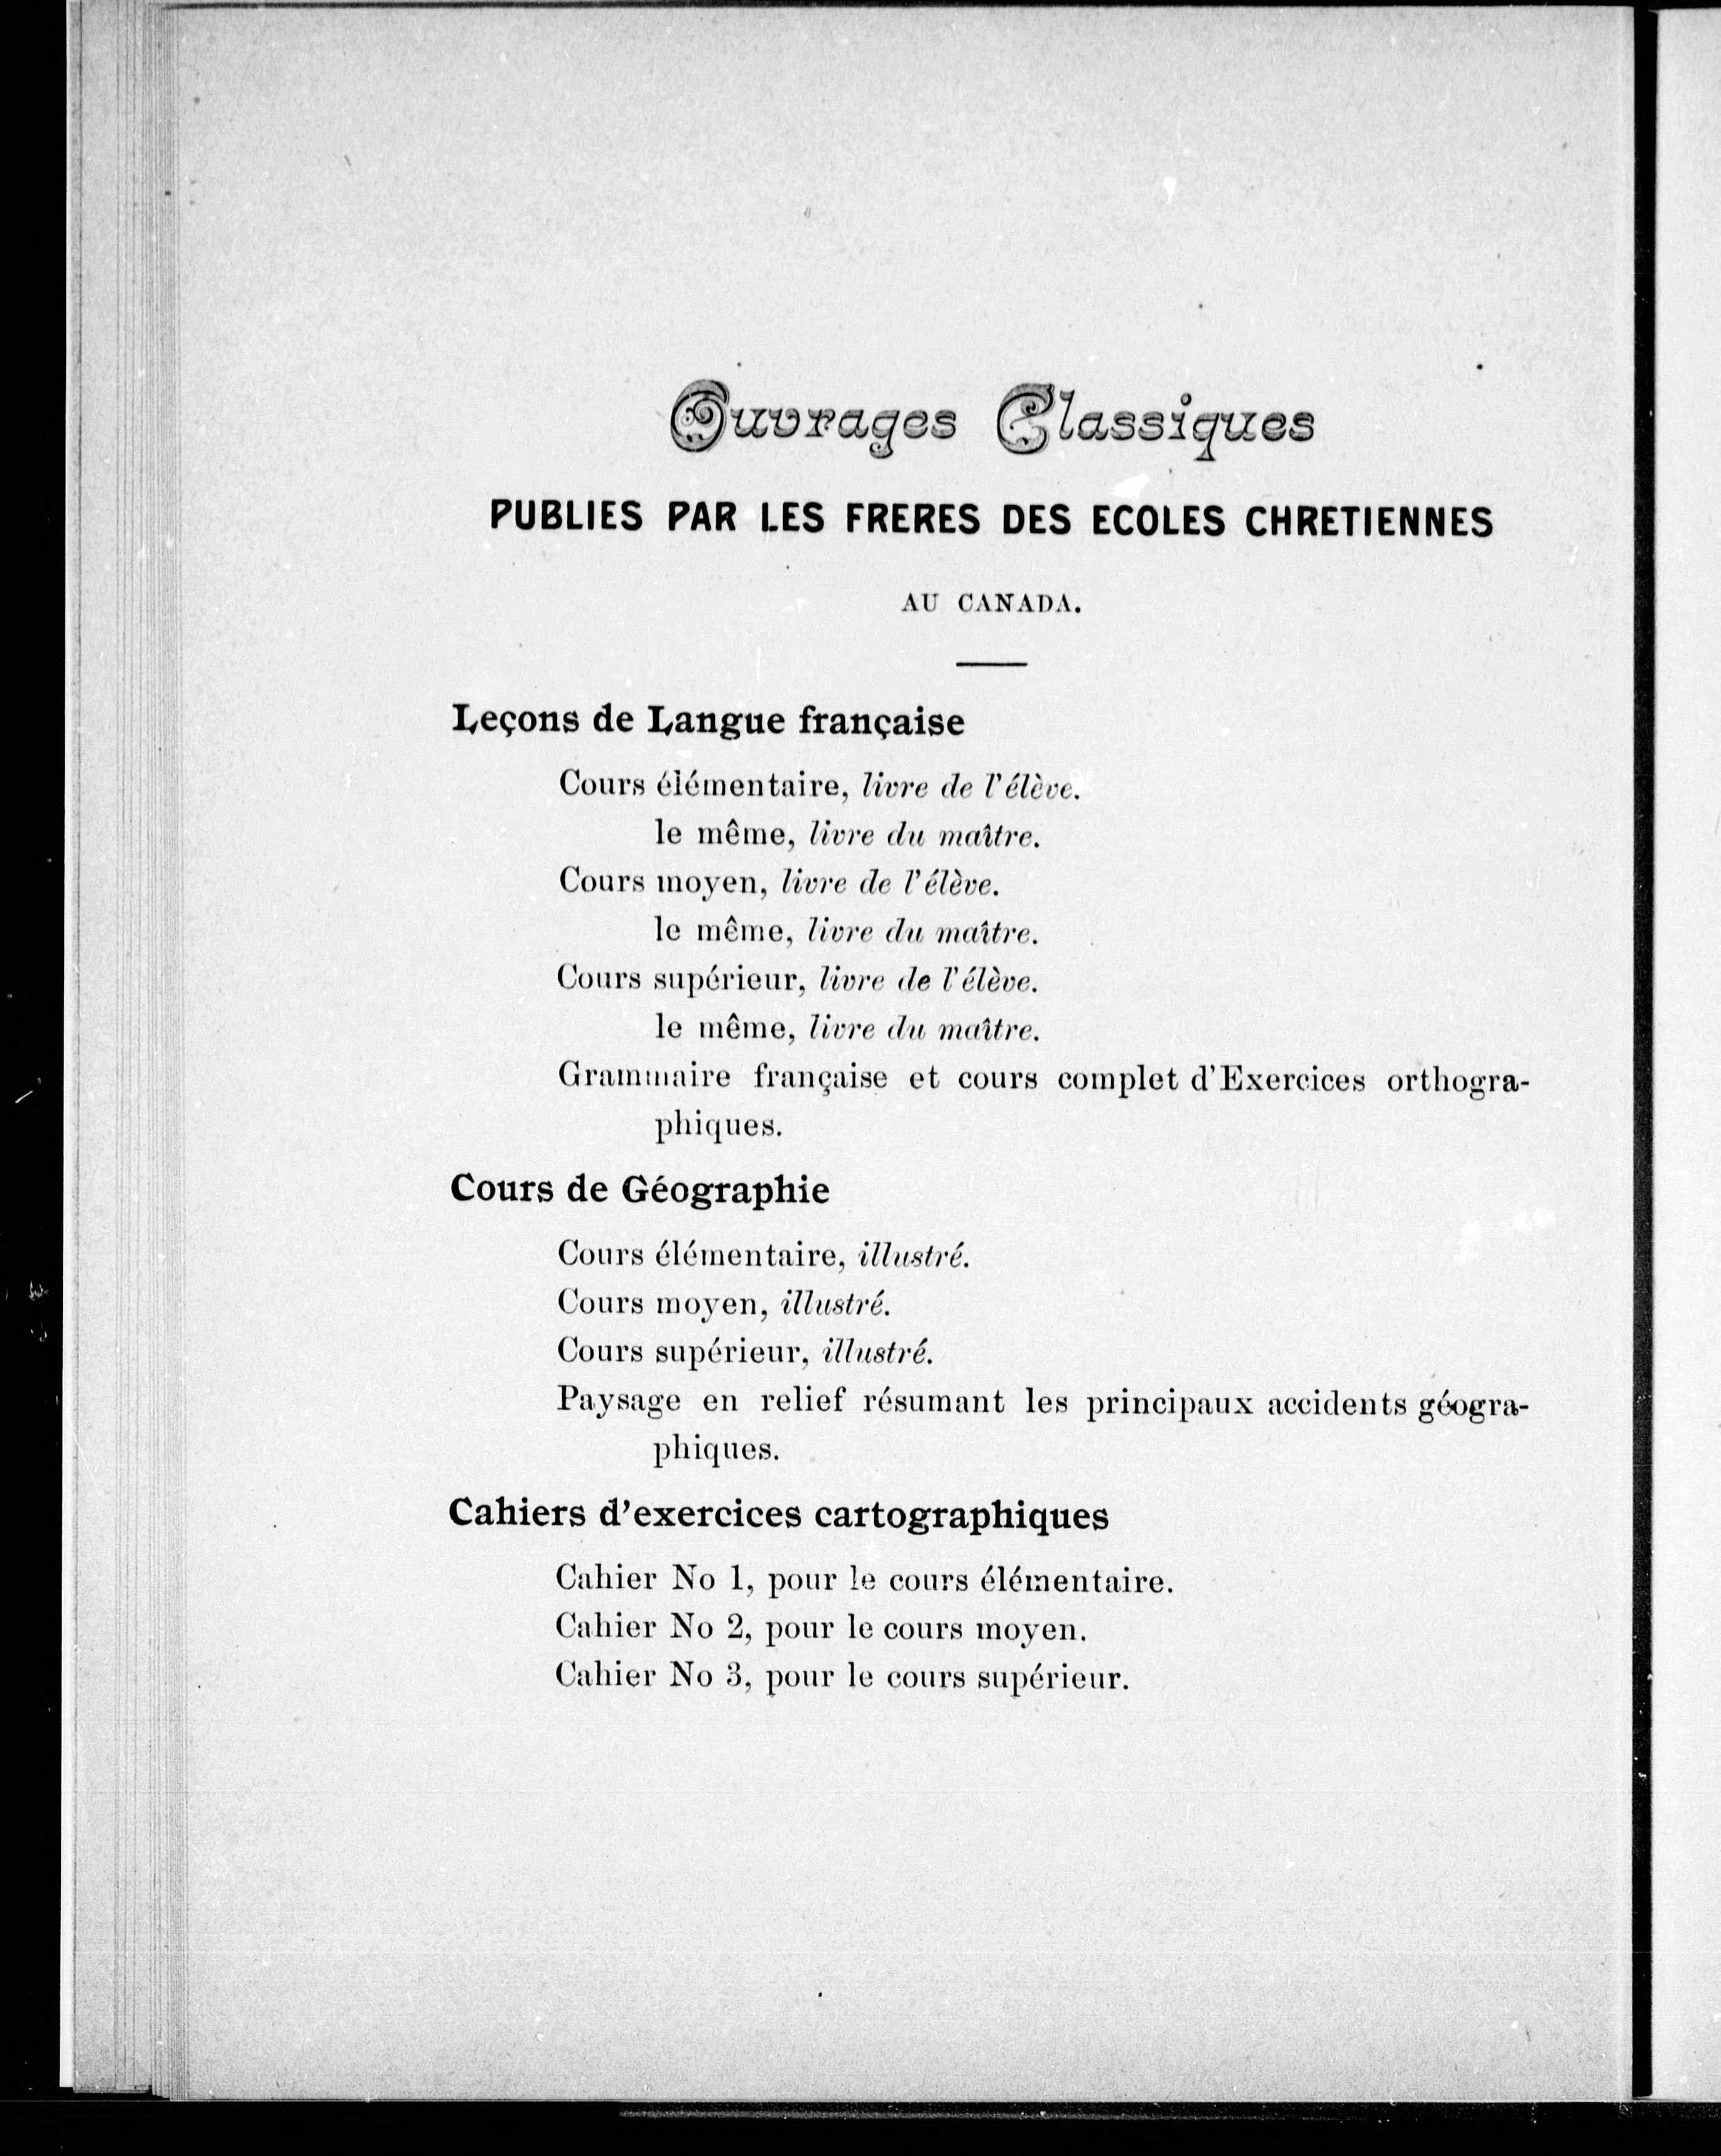 Ouvrages Classiques
PUBLIES PAR LES FRERES DES ECOLES CHRETIENNES
AU CANADA.
Leçons de Langue française
Cours élémentaire, livre de l'élève.
le même, livre du maître.
Cours moyen, livre de l'élève.
le même, livre du maître.
Cours supérieur, livre de l'élève.
le même, livre du maître.
Grammaire française et cours complet d'Exercices orthogra-
phiques.
Cours de Géographie
Cours élémentaire, illustré.
Cours moyen, illustré.
Cours supérieur, illustré.
Paysage en relief résumant les principaux accidents géogra-
phiques.
Cahiers d'exercices cartographiques
Cahier No 1, pour le cours élémentaire.
Cahier No 2, pour le cours moyen.
Cahier No 3, pour le cours supérieur.